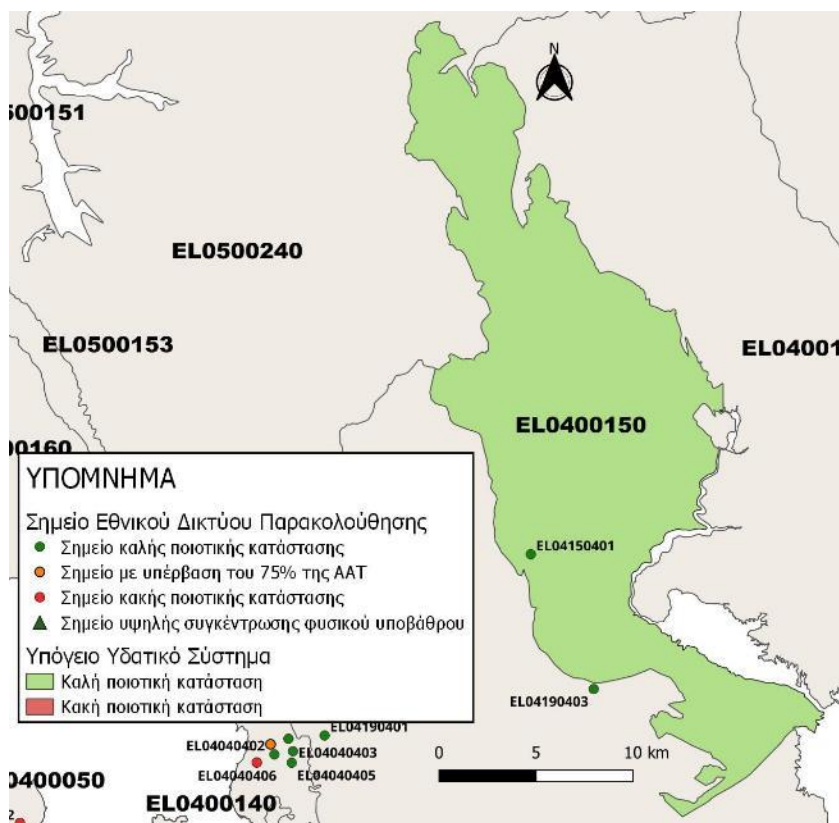 N
500151
EL0500240
EL0500153
EL04001
EL0400150
00160
ΥΠΟΜΝΗΜΑ
Σημείο Εθνικού Δικτύου Παρακολούθησης
Σημείο καλής ποιοτικής κατάστασης
Σημείο με υπέρβαση του 75% της ΑΑΤ
Σημείο κακής ποιοτικής κατάστασης
Σημείο υψηλής συγκέντρωσης φυσικού υποβάθρου
Υπόγειο Υδατικό Σύστημα
Καλή ποιοτική κατάσταση
Κακή ποιοτική κατάσταση
EL04150401
EL04190403
EL04190401
EL04040402
EL04040403
EL04040406
EL04040405
0 5 10 km
0400050
EL0400140
2